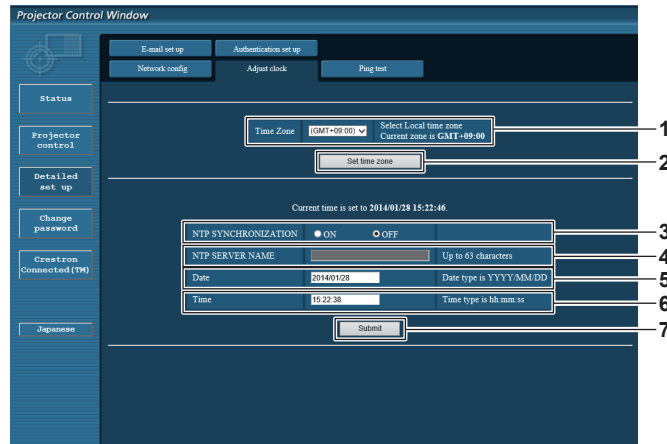 Projector Control Window
E-mail set up
Authentication set up
Network config
Adjust clock
Ping test
Status
Projector
control
Detailed
set up
Change
password
Crestron
Connected(TM)
Japanese
Time Zone
(GMT+09:00)
Select Local time zone
Current zone is GMT+09:00
1
Set time zone
2
Current time is set to 2014/01/28 15:22:46.
NTP SYNCHRONIZATION
ON
OFF
3
NTP SERVER NAME
Up to 63 characters
4
Date
2014/01/28
Date type is YYYY/MM/DD
5
Time
15:22:38
Time type is hh:mm:ss
6
Submit
7